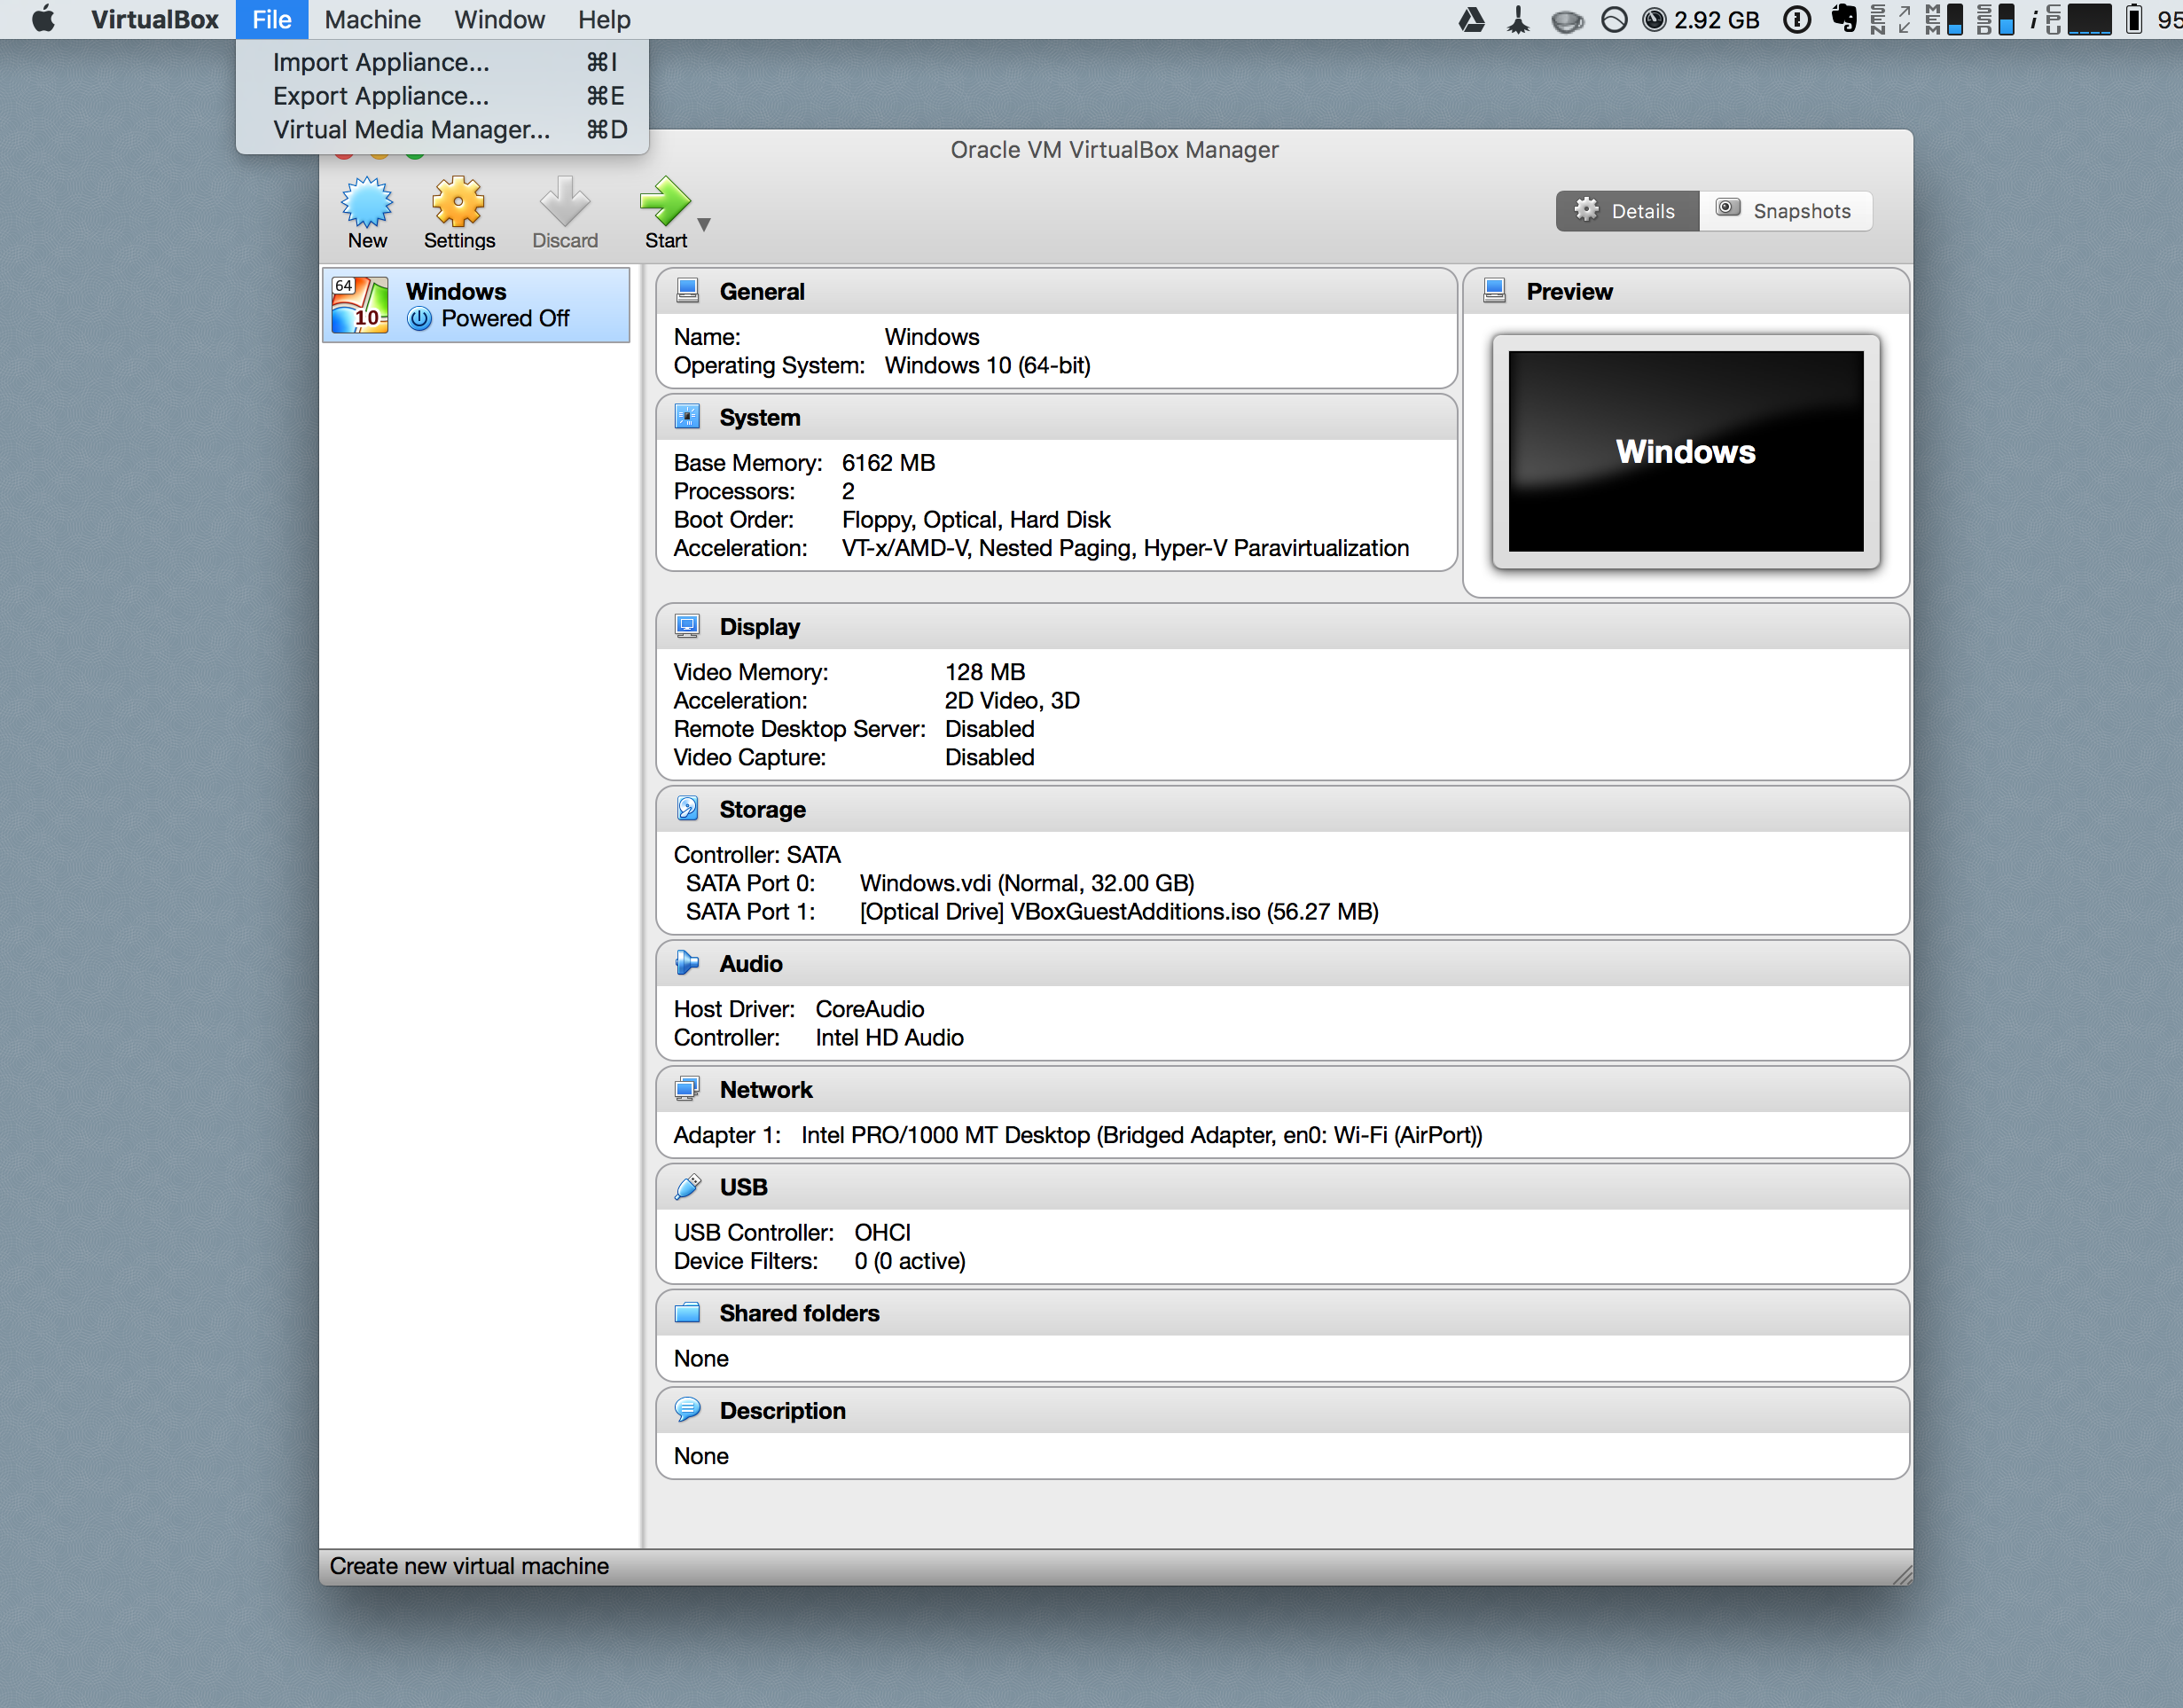 VirtualBox File Machine Window Help 2.92 GB SEN MEM SSD CPU 95
Import Appliance... ⌘I
Export Appliance... ⌘E
Virtual Media Manager... ⌘D
Oracle VM VirtualBox Manager
New Settings Discard Start Details Snapshots
64
10
Windows
Powered Off
General
Name: Windows
Operating System: Windows 10 (64-bit)
Preview
Windows
System
Base Memory: 6162 MB
Processors: 2
Boot Order: Floppy, Optical, Hard Disk
Acceleration: VT-x/AMD-V, Nested Paging, Hyper-V Paravirtualization
Display
Video Memory: 128 MB
Acceleration: 2D Video, 3D
Remote Desktop Server: Disabled
Video Capture: Disabled
Storage
Controller: SATA
SATA Port 0: Windows.vdi (Normal, 32.00 GB)
SATA Port 1: [Optical Drive] VBoxGuestAdditions.iso (56.27 MB)
Audio
Host Driver: CoreAudio
Controller: Intel HD Audio
Network
Adapter 1: Intel PRO/1000 MT Desktop (Bridged Adapter, en0: Wi-Fi (AirPort))
USB
USB Controller: OHCI
Device Filters: 0 (0 active)
Shared folders
None
Description
None
Create new virtual machine